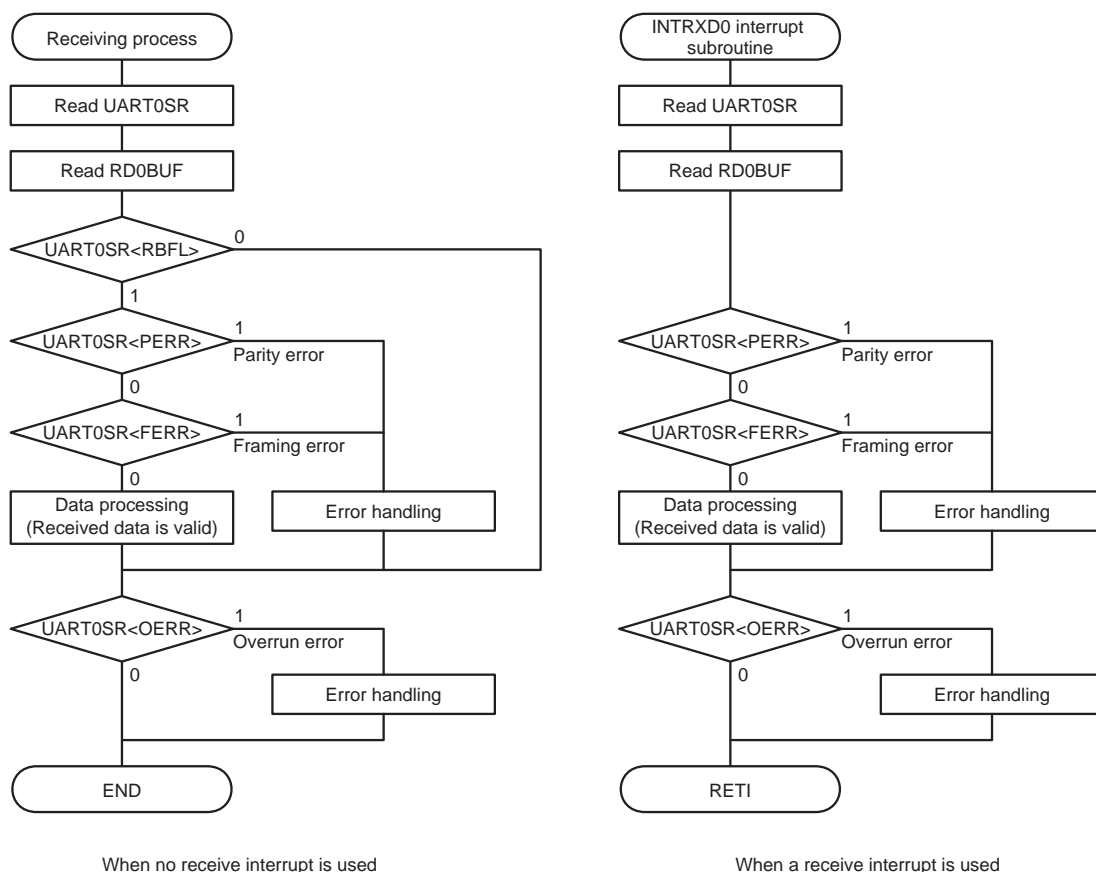 Receiving process
Read UART0SR
Read RD0BUF
UART0SR<RBFL>
0
1
UART0SR<PERR>
1
Parity error
0
UART0SR<FERR>
1
Framing error
0
Data processing
(Received data is valid)
Error handling
UART0SR<OERR>
1
Overrun error
0
Error handling
END
When no receive interrupt is used
INTRXD0 interrupt
subroutine
Read UART0SR
Read RD0BUF
UART0SR<PERR>
1
Parity error
0
UART0SR<FERR>
1
Framing error
0
Data processing
(Received data is valid)
Error handling
UART0SR<OERR>
1
Overrun error
0
Error handling
RETI
When a receive interrupt is used